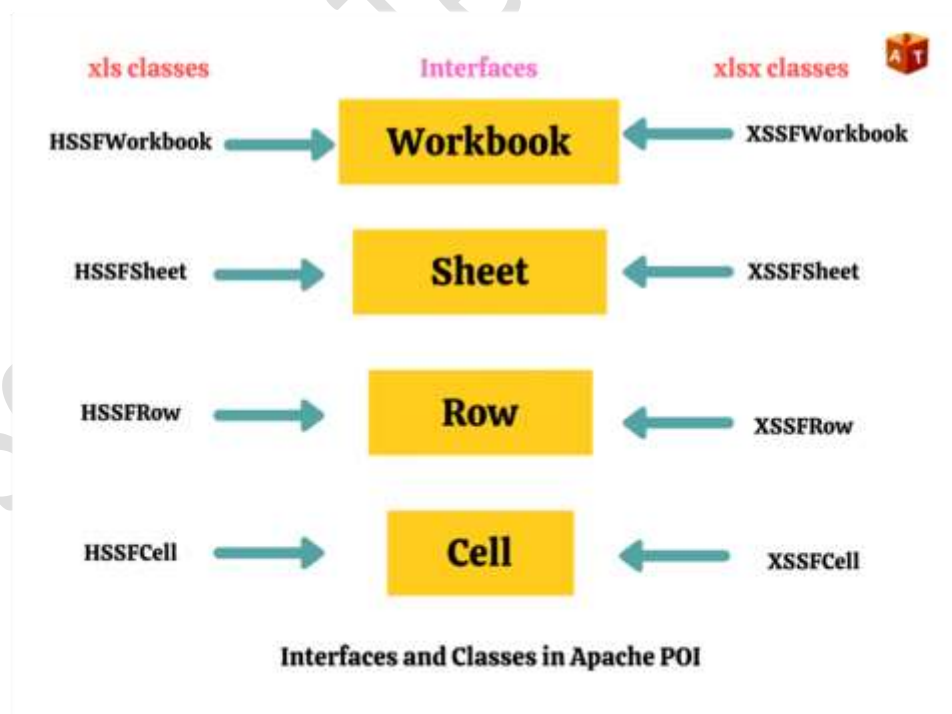 xls classes Interfaces xlsx classes
A T
HSSFWorkbook Workbook XSSFWorkbook
HSSFSheet Sheet XSSFSheet
HSSFRow Row XSSFRow
HSSFCell Cell XSSFCell
Interfaces and Classes in Apache POI